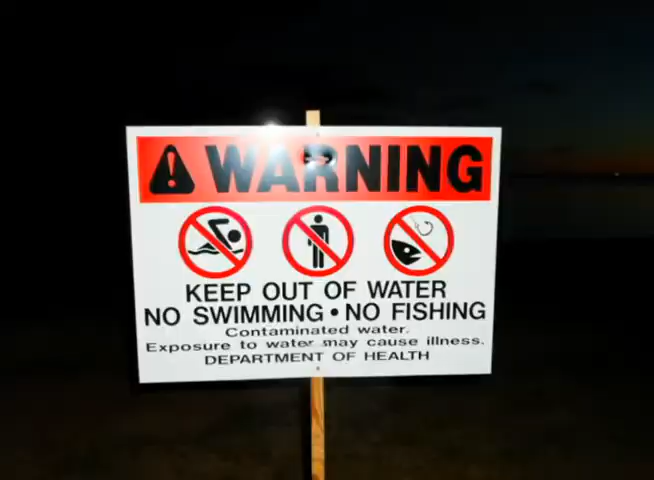 WARNING
KEEP OUT OF WATER
NO SWIMMING • NO FISHING
Contaminated water.
Exposure to water may cause illness.
DEPARTMENT OF HEALTH